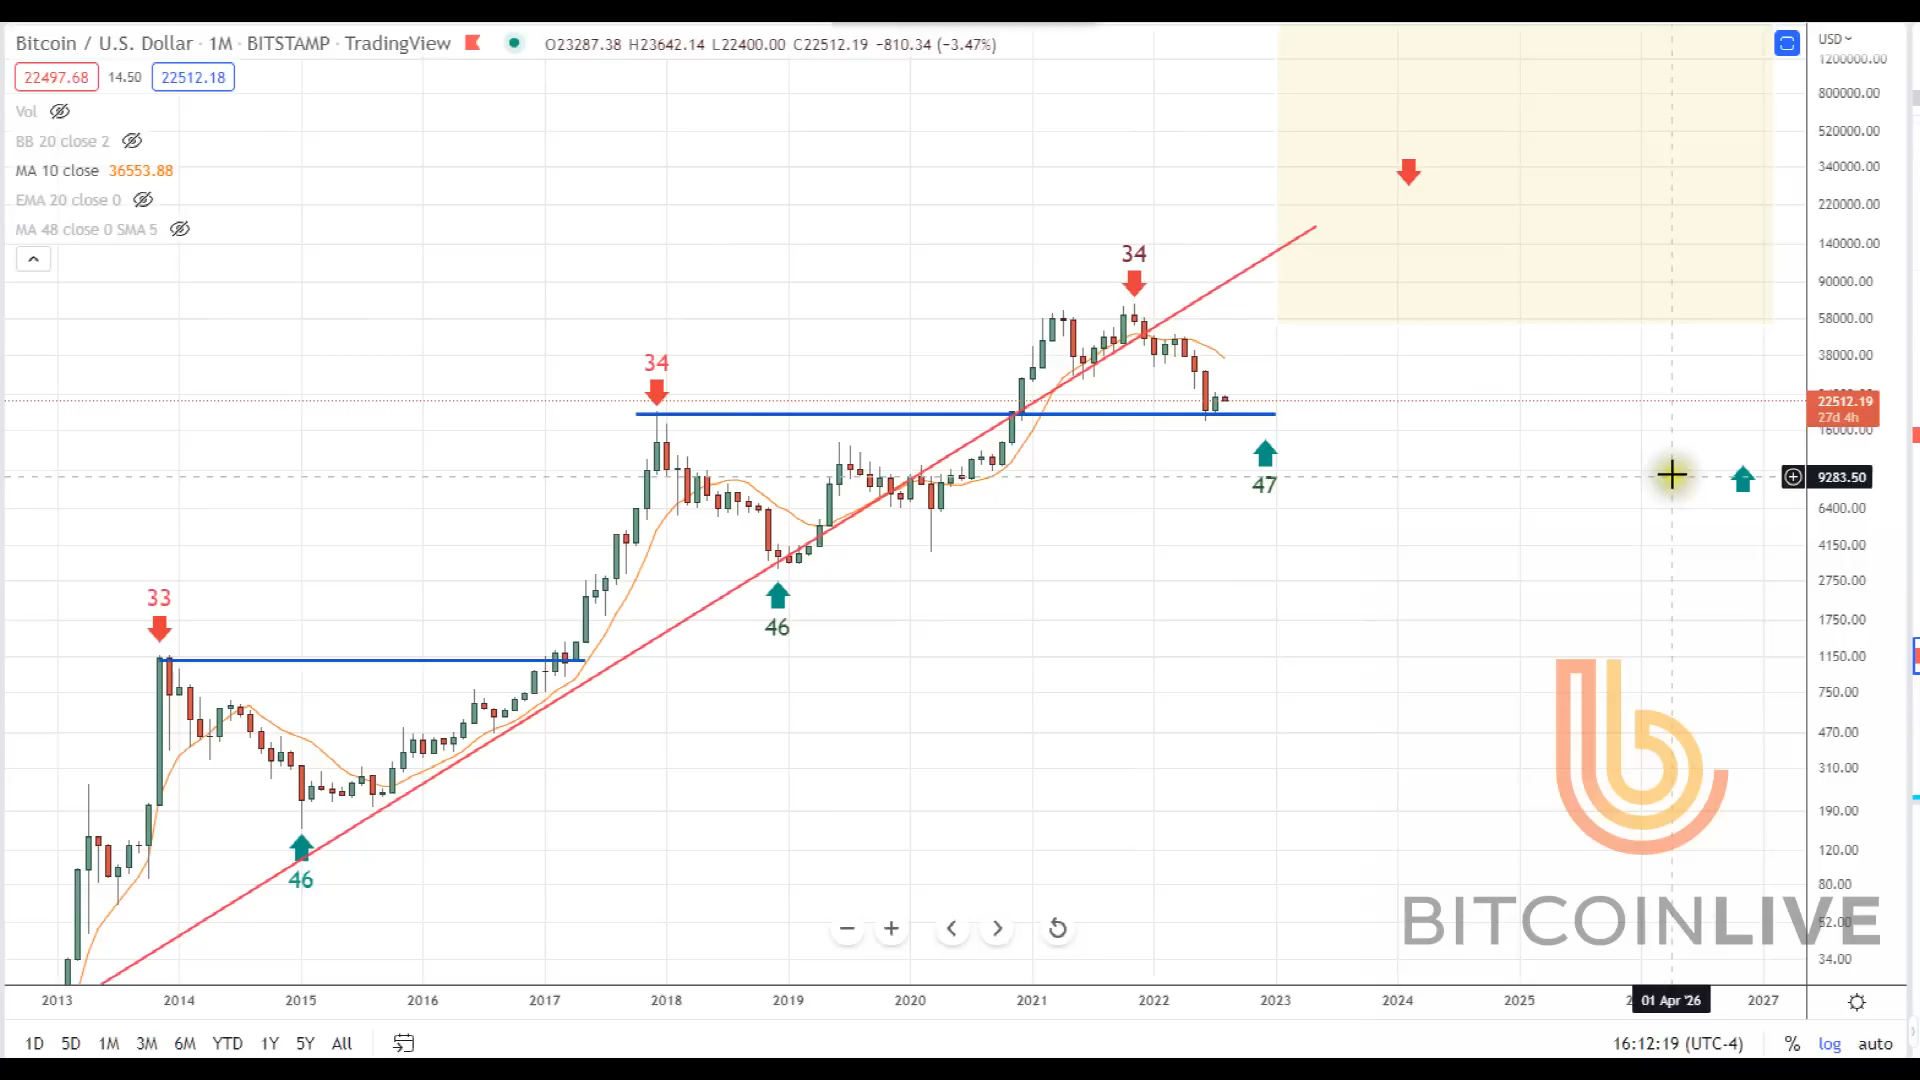 Bitcoin / U.S. Dollar · 1M · BITSTAMP · TradingView O23287.38 H23642.14 L22400.00 C22512.19 −810.34 (−3.47%)
22497.68 14.50 22512.18
Vol
BB 20 close 2
MA 10 close 36553.88
EMA 20 close 0
MA 48 close 0 SMA 5
USD
1200000.00
800000.00
520000.00
340000.00
220000.00
140000.00
90000.00
58000.00
38000.00
22512.19
27d 4h
16000.00
9283.50
6400.00
4150.00
2750.00
1750.00
1150.00
750.00
470.00
310.00
190.00
120.00
80.00
52.00
34.00
34
34
47
46
33
46
BITCOINLIVE
2013 2014 2015 2016 2017 2018 2019 2020 2021 2022 2023 2024 2025 01 Apr '26 2027
1D 5D 1M 3M 6M YTD 1Y 5Y All 16:12:19 (UTC-4) % log auto